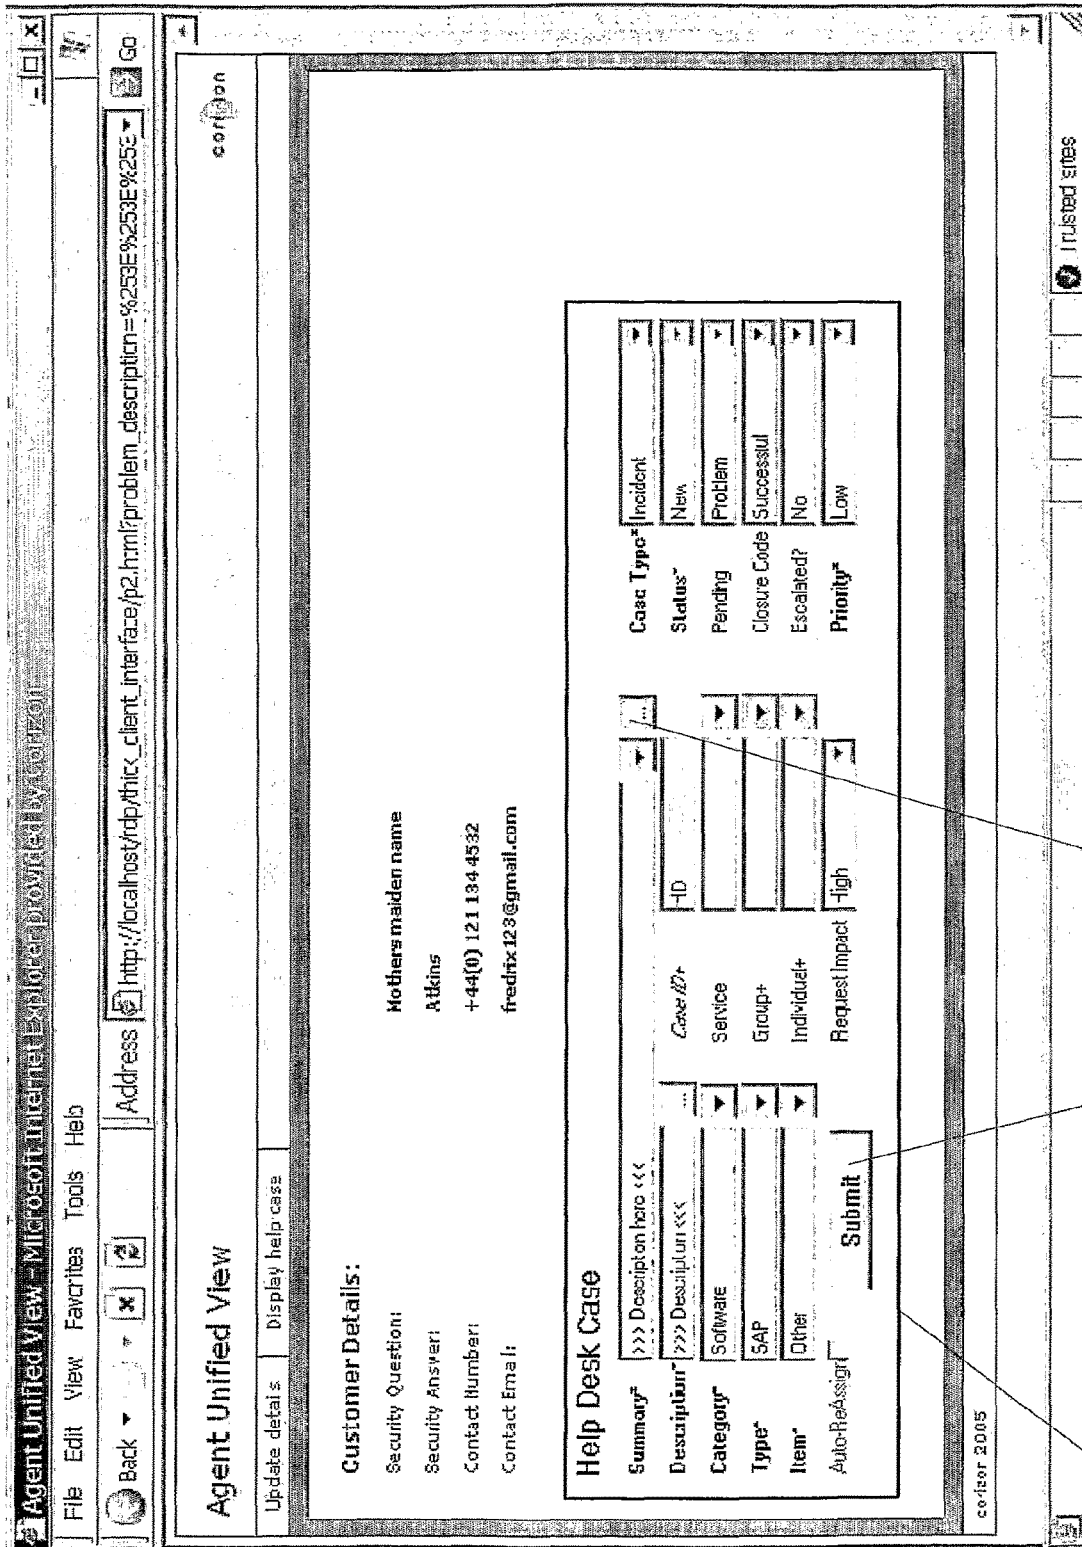 Agent Unified View - Microsoft Internet Explorer provided by Corizon
File Edit View Favorites Tools Help
Back Address http://localhost/rdp/thick_client_interface/p2.html?problem_description=%253E%253E%253 Go
Agent Unified View corizon
Update details Display help case
Customer Details:
Security Question: Mothers maiden name
Security Answer: Atkins
Contact Number: +44(0) 121 134 4532
Contact Email: fredrix123@gmail.com
Help Desk Case
Summary* >>> Description here <<< ... Case Type* Incident
Description* >>> Description <<< ... Case ID+ HD Status* New
Category* Software Service Pending Problem
Type* SAP Group+ Closure Code Successful
Item* Other Individual+ Escalated? No
Auto-ReAssign Submit Request Impact High Priority* Low
corizon 2005
Trusted sites